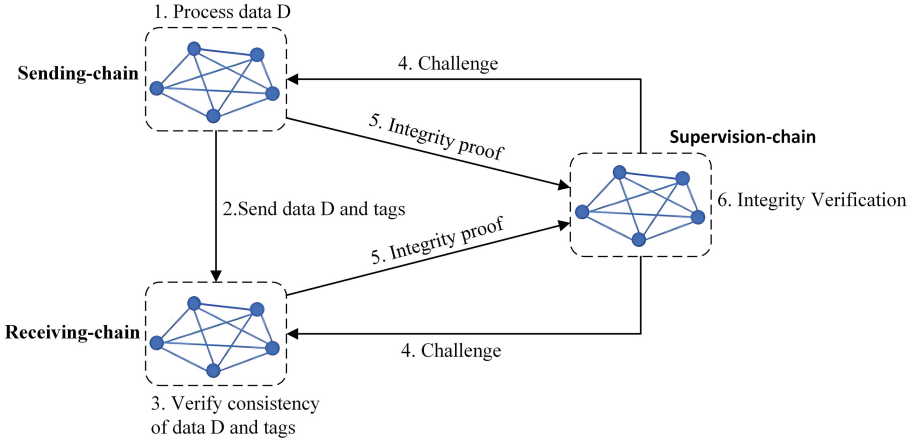 1. Process data D
Sending-chain
4. Challenge
5. Integrity proof
Supervision-chain
6. Integrity Verification
2.Send data D and tags
5. Integrity proof
Receiving-chain
4. Challenge
3. Verify consistency
of data D and tags